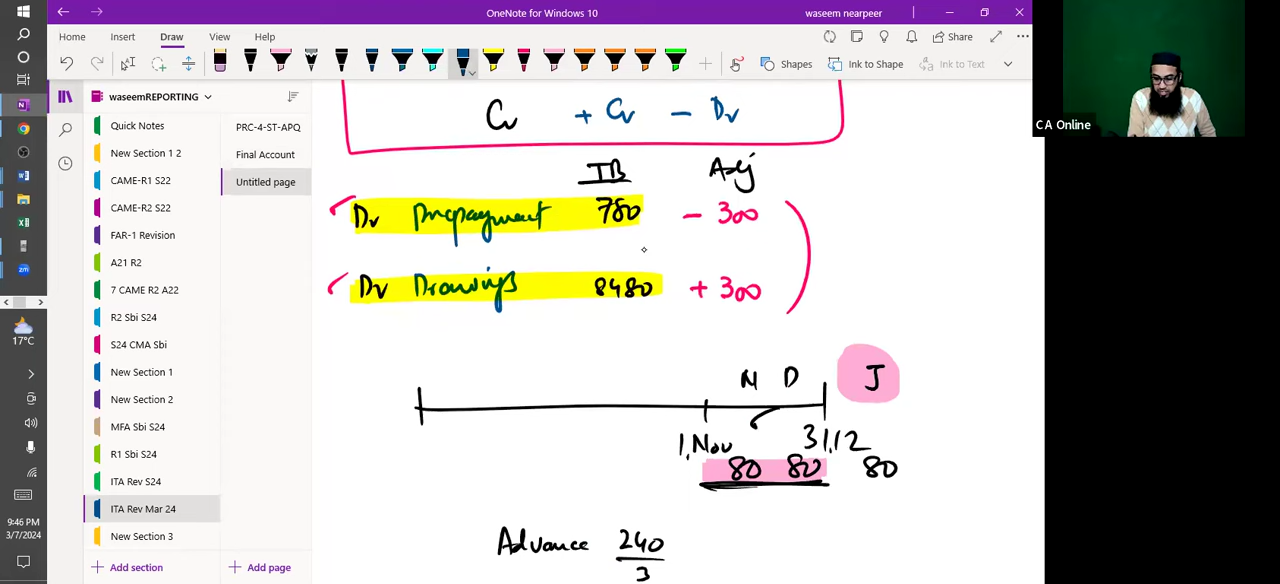 OneNote for Windows 10
waseem nearpeer
Home Insert Draw View Help
Share
Shapes
Ink to Shape
Ink to Text
waseemREPORTING
Quick Notes
New Section 1 2
CAME-R1 S22
CAME-R2 S22
FAR-1 Revision
A21 R2
7 CAME R2 A22
R2 Sbi S24
S24 CMA Sbi
New Section 1
New Section 2
MFA Sbi S24
R1 Sbi S24
ITA Rev S24
ITA Rev Mar 24
New Section 3
Add section
PRC-4-ST-APQ
Final Account
Untitled page
Add page
Cr + Cr - Dr
TB Adj
Dr Prepayment 780 - 300
Dr Drawings 8480 + 300
N D J
1.Nov 31.12
80 80 80
Advance 240
3
CA Online
17°C
9:46 PM
3/7/2024